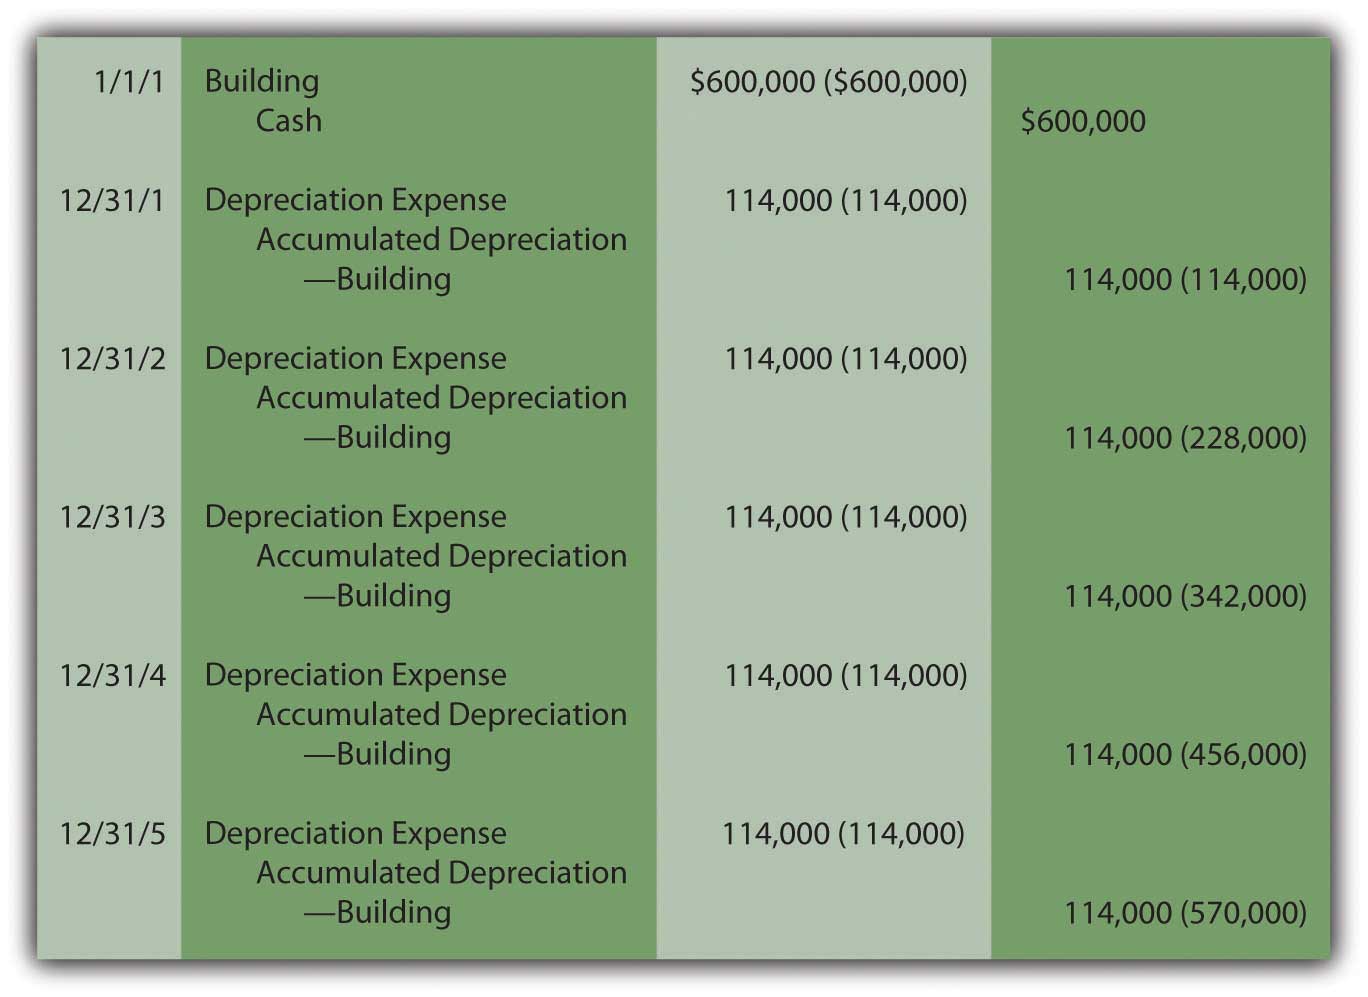 1/1/1 Building $600,000 ($600,000)
Cash $600,000
12/31/1 Depreciation Expense 114,000 (114,000)
Accumulated Depreciation
—Building 114,000 (114,000)
12/31/2 Depreciation Expense 114,000 (114,000)
Accumulated Depreciation
—Building 114,000 (228,000)
12/31/3 Depreciation Expense 114,000 (114,000)
Accumulated Depreciation
—Building 114,000 (342,000)
12/31/4 Depreciation Expense 114,000 (114,000)
Accumulated Depreciation
—Building 114,000 (456,000)
12/31/5 Depreciation Expense 114,000 (114,000)
Accumulated Depreciation
—Building 114,000 (570,000)